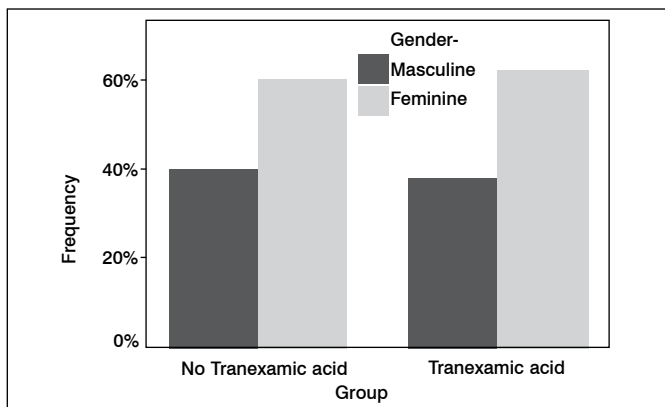 Gender-
Masculine
Feminine
60%
40%
20%
0%
Frequency
No Tranexamic acid
Tranexamic acid
Group